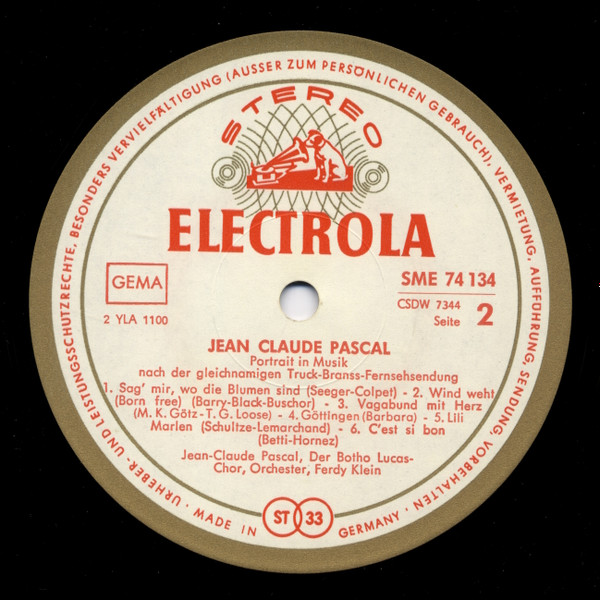 STEREO
ELECTROLA
GEMA
SME 74 134
CSDW 7344
2 YLA 1100
Seite 2
JEAN CLAUDE PASCAL
Portrait in Musik
nach der gleichnamigen Truck-Branss-Fernsehsendung
1. Sag' mir, wo die Blumen sind (Seeger-Colpet) - 2. Wind weht
(Born free) (Barry-Black-Buschor) - 3. Vagabund mit Herz
(M. K. Götz - T. G. Loose) - 4. Göttingen (Barbara) - 5. Lili
Marlen (Schultze-Lemarchand) - 6. C'est si bon
(Betti-Hornez)
Jean-Claude Pascal, Der Botho Lucas-
Chor, Orchester, Ferdy Klein
ST 33
URHEBER- UND LEISTUNGSSCHUTZRECHTE, BESONDERS VERVIELFÄLTIGUNG (AUSSER ZUM PERSÖNLICHEN GEBRAUCH), VERMIETUNG, AUFFÜHRUNG, SENDUNG, VORBEHALTEN · MADE IN GERMANY ·